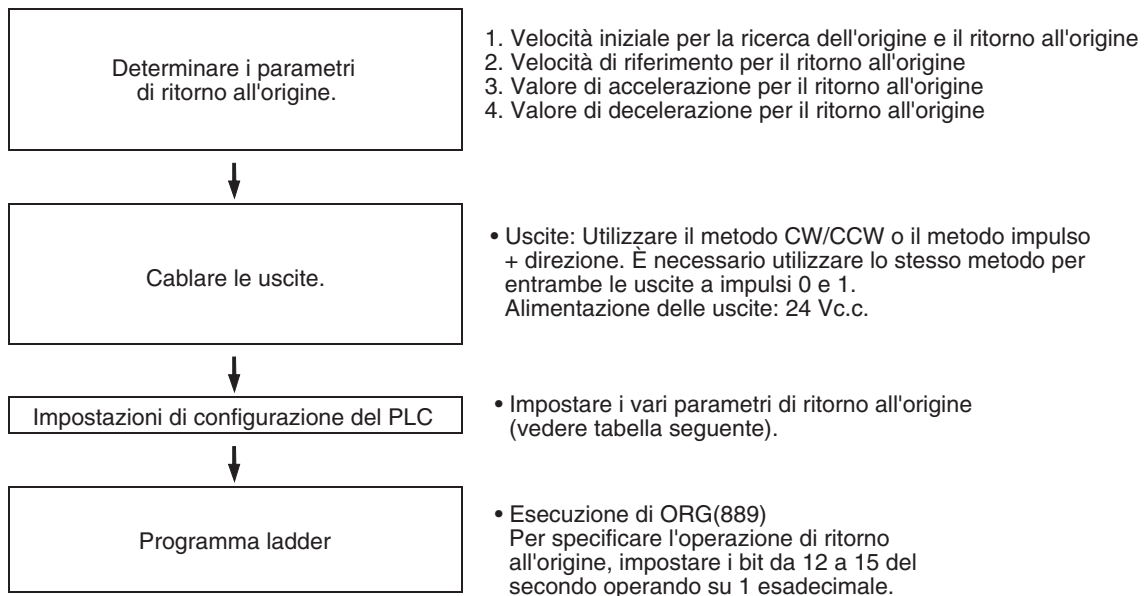 Determinare i parametri
di ritorno all'origine.
1. Velocità iniziale per la ricerca dell'origine e il ritorno all'origine
2. Velocità di riferimento per il ritorno all'origine
3. Valore di accelerazione per il ritorno all'origine
4. Valore di decelerazione per il ritorno all'origine
Cablare le uscite.
• Uscite: Utilizzare il metodo CW/CCW o il metodo impulso
+ direzione. È necessario utilizzare lo stesso metodo per
entrambe le uscite a impulsi 0 e 1.
Alimentazione delle uscite: 24 Vc.c.
Impostazioni di configurazione del PLC
• Impostare i vari parametri di ritorno all'origine
(vedere tabella seguente).
Programma ladder
• Esecuzione di ORG(889)
Per specificare l'operazione di ritorno
all'origine, impostare i bit da 12 a 15 del
secondo operando su 1 esadecimale.